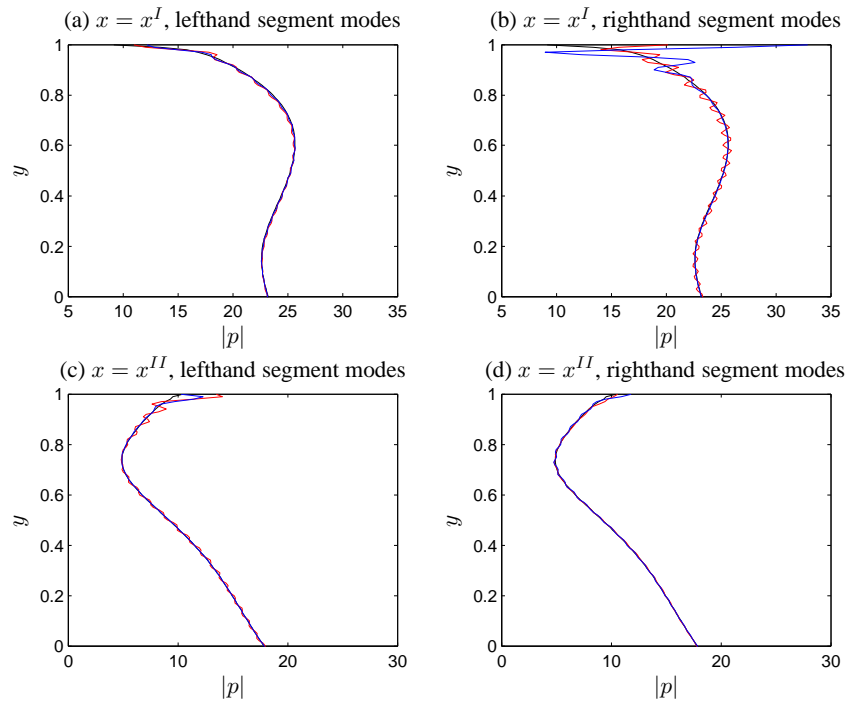 (a) x = x^I, lefthand segment modes
(b) x = x^I, righthand segment modes
1
0.8
0.6
0.4
0.2
0
y
5 10 15 20 25 30 35
|p|
1
0.8
0.6
0.4
0.2
0
y
5 10 15 20 25 30 35
|p|
(c) x = x^{II}, lefthand segment modes
(d) x = x^{II}, righthand segment modes
1
0.8
0.6
0.4
0.2
0
y
0 10 20 30
|p|
1
0.8
0.6
0.4
0.2
0
y
0 10 20 30
|p|